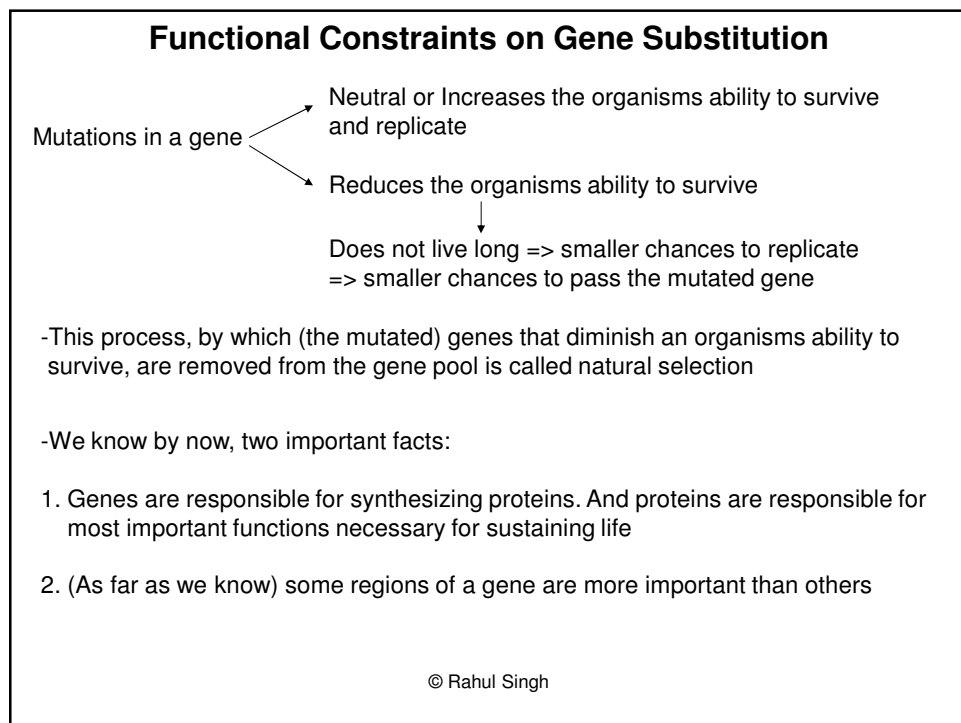 Functional Constraints on Gene Substitution
Neutral or Increases the organisms ability to survive
and replicate
Mutations in a gene
Reduces the organisms ability to survive
Does not live long => smaller chances to replicate
=> smaller chances to pass the mutated gene
-This process, by which (the mutated) genes that diminish an organisms ability to
survive, are removed from the gene pool is called natural selection
-We know by now, two important facts:
1. Genes are responsible for synthesizing proteins. And proteins are responsible for
most important functions necessary for sustaining life
2. (As far as we know) some regions of a gene are more important than others
© Rahul Singh